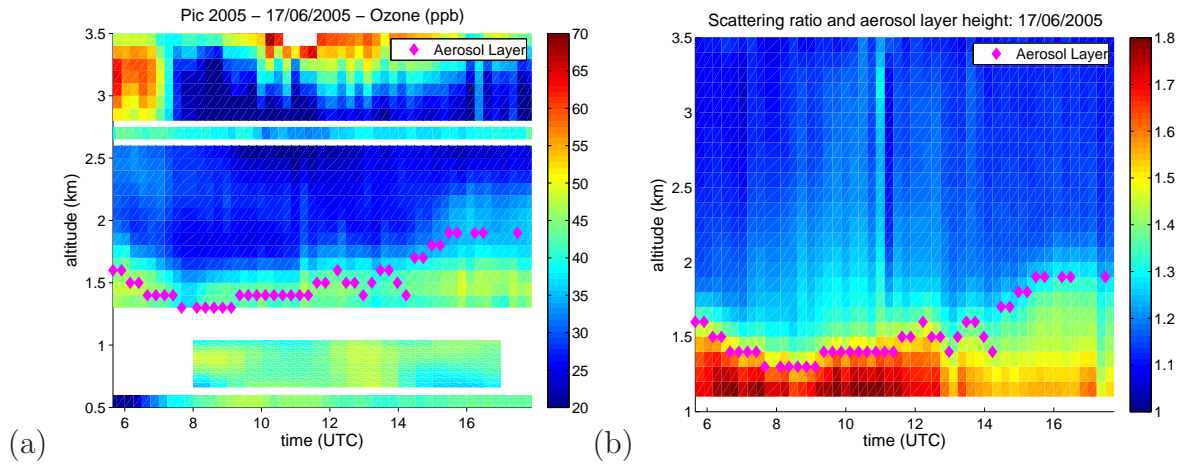 Pic 2005 – 17/06/2005 – Ozone (ppb)
Aerosol Layer
altitude (km)
3.5
3
2.5
2
1.5
1
0.5
6 8 10 12 14 16
time (UTC)
70
65
60
55
50
45
40
35
30
25
20
(a)
Scattering ratio and aerosol layer height: 17/06/2005
Aerosol Layer
altitude (km)
3.5
3
2.5
2
1.5
1
6 8 10 12 14 16
time (UTC)
1.8
1.7
1.6
1.5
1.4
1.3
1.2
1.1
1
(b)